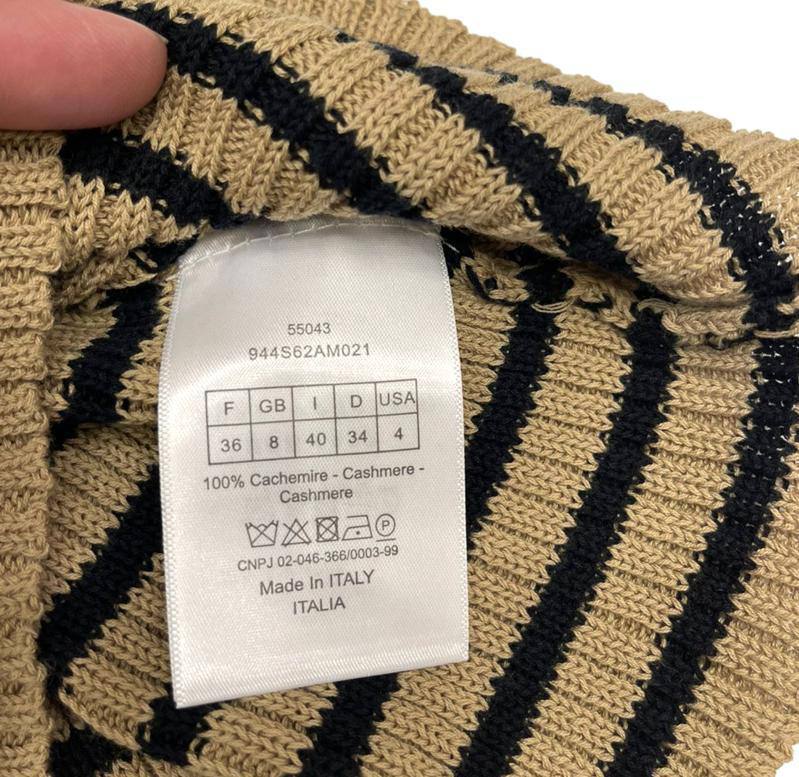 55043
944S62AM021
F GB I D USA
36 8 40 34 4
100% Cachemire - Cashmere -
Cashmere
P
CNPJ 02-046-366/0003-99
Made In ITALY
ITALIA